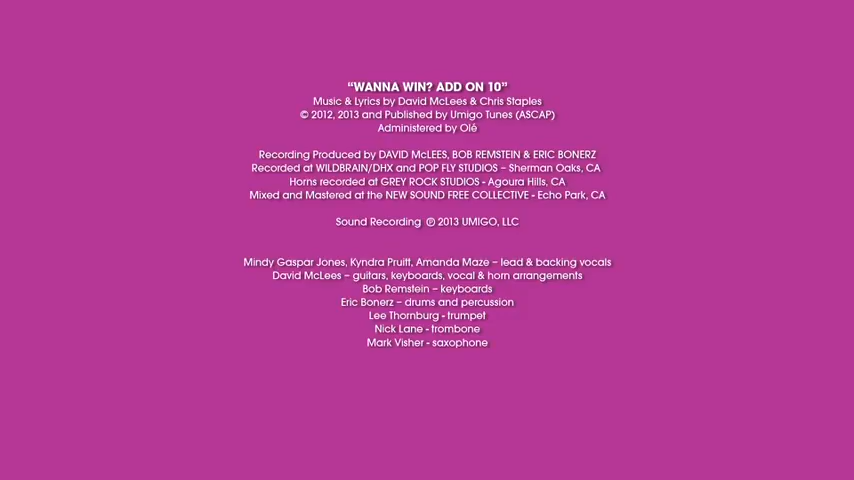 “WANNA WIN? ADD ON 10”
Music & Lyrics by David McLees & Chris Staples
© 2012, 2013 and Published by Umigo Tunes (ASCAP)
Administered by Olé
Recording Produced by DAVID McLEES, BOB REMSTEIN & ERIC BONERZ
Recorded at WILDBRAIN/DHX and POP FLY STUDIOS – Sherman Oaks, CA
Horns recorded at GREY ROCK STUDIOS - Agoura Hills, CA
Mixed and Mastered at the NEW SOUND FREE COLLECTIVE - Echo Park, CA
Sound Recording ℗ 2013 UMIGO, LLC
Mindy Gaspar Jones, Kyndra Pruitt, Amanda Maze – lead & backing vocals
David McLees – guitars, keyboards, vocal & horn arrangements
Bob Remstein – keyboards
Eric Bonerz – drums and percussion
Lee Thornburg - trumpet
Nick Lane - trombone
Mark Visher - saxophone